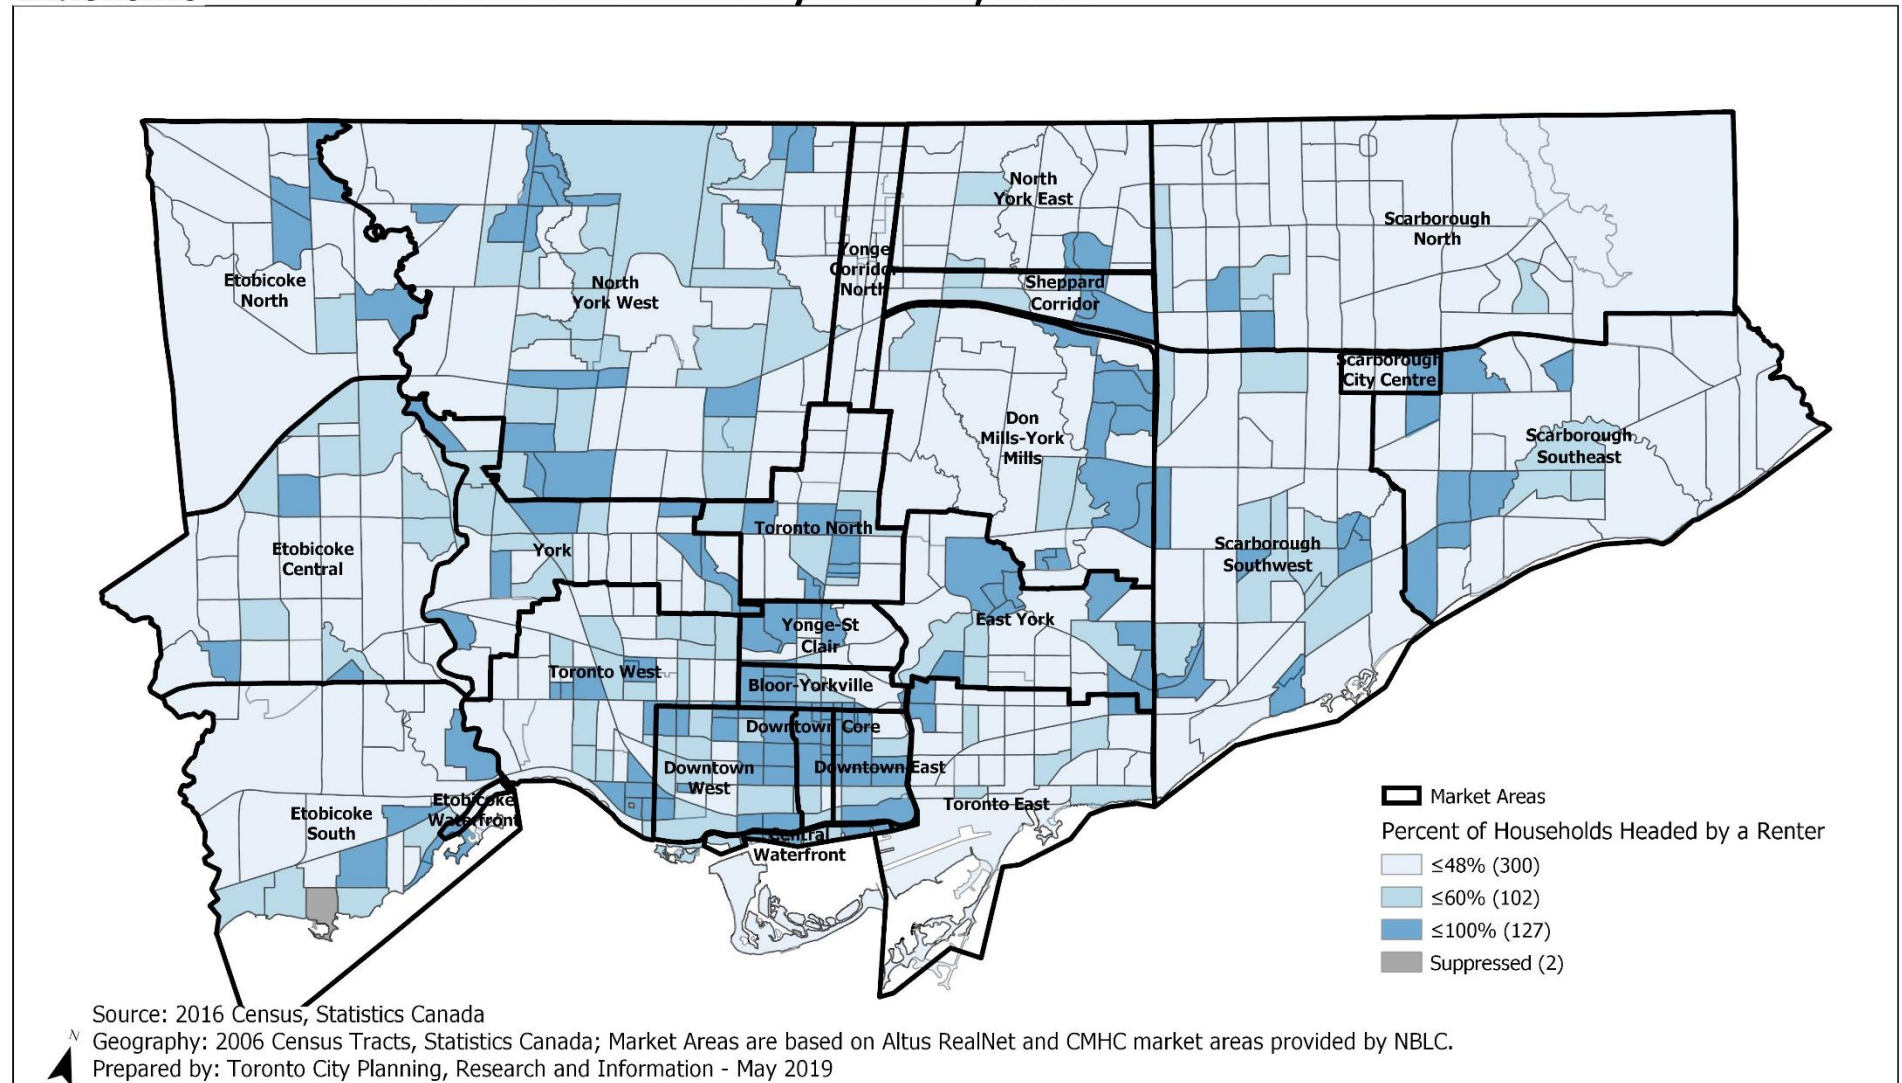 North
York East
Scarborough
North
Yonge
Corridor
North
Etobicoke
North
North
York West
Sheppard
Corridor
Scarborough
City Centre
Don
Mills-York
Mills
Scarborough
Southeast
Toronto North
York
Etobicoke
Central
Scarborough
Southwest
East York
Yonge-St
Clair
Toronto West
Bloor-Yorkville
Downtown Core
Downtown
West
Downtown East
Etobicoke
Waterfront
Etobicoke
South
Toronto East
Central
Waterfront
Market Areas
Percent of Households Headed by a Renter
≤48% (300)
≤60% (102)
≤100% (127)
Suppressed (2)
Source: 2016 Census, Statistics Canada
N
Geography: 2006 Census Tracts, Statistics Canada; Market Areas are based on Altus RealNet and CMHC market areas provided by NBLC.
Prepared by: Toronto City Planning, Research and Information - May 2019